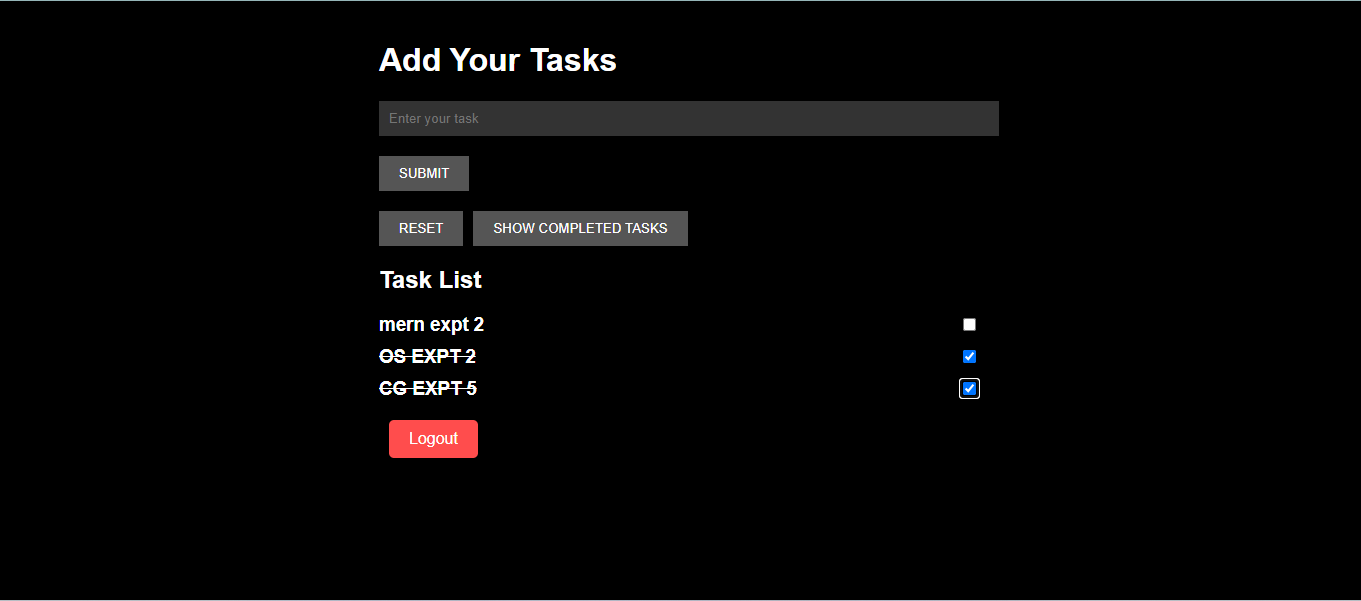 Add Your Tasks
Enter your task
SUBMIT
RESET SHOW COMPLETED TASKS
Task List
mern expt 2
OS EXPT 2
CG EXPT 5
Logout